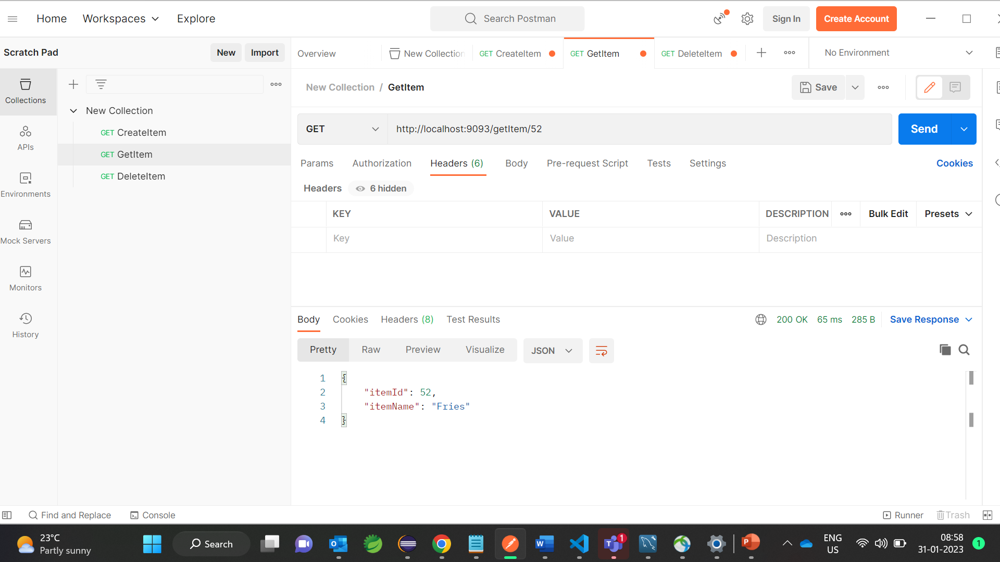 Home Workspaces Explore Search Postman Sign In Create Account
Scratch Pad New Import Overview New Collection GET CreateItem GET GetItem GET DeleteItem No Environment
Collections
APIs
Environments
Mock Servers
Monitors
History
New Collection
GET CreateItem
GET GetItem
GET DeleteItem
New Collection / GetItem Save
GET http://localhost:9093/getItem/52 Send
Params Authorization Headers (6) Body Pre-request Script Tests Settings Cookies
Headers 6 hidden
KEY VALUE DESCRIPTION Bulk Edit Presets
Key Value Description
Body Cookies Headers (8) Test Results 200 OK 65 ms 285 B Save Response
Pretty Raw Preview Visualize JSON
1 {
2 "itemId": 52,
3 "itemName": "Fries"
4 }
Find and Replace Console Runner Trash
23°C
Partly sunny
Search
1
ENG
US
08:58
31-01-2023
1